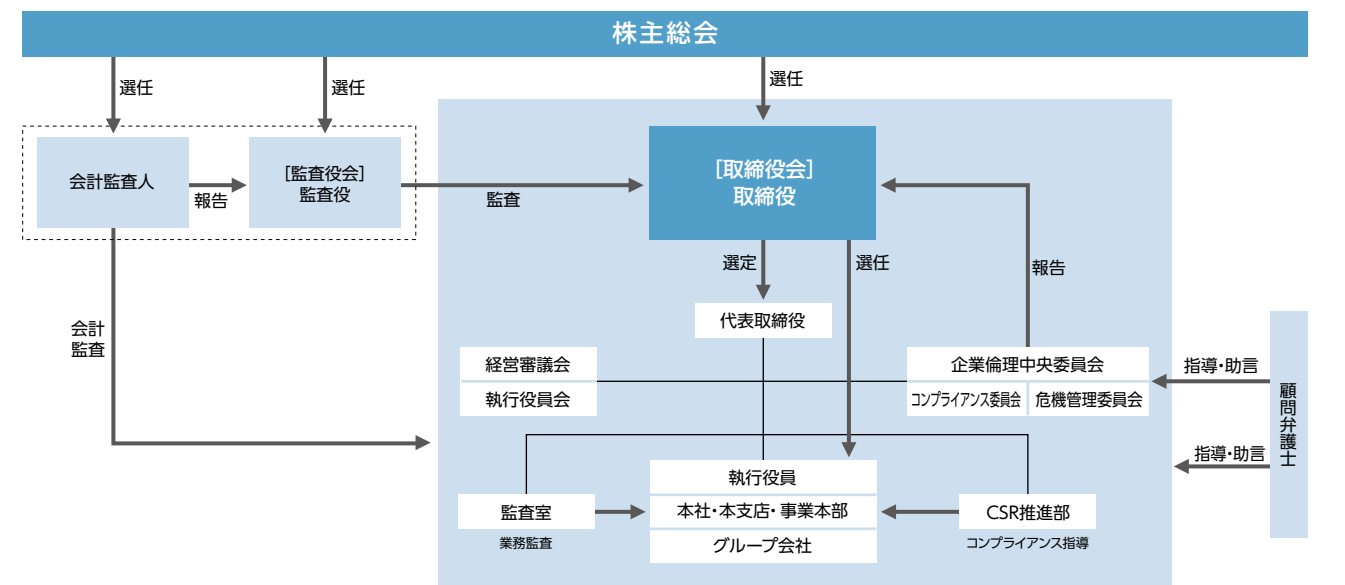 株主総会
選任
選任
選任
会計監査人
報告
[監査役会]
監査役
監査
[取締役会]
取締役
選定
選任
報告
代表取締役
会計
監査
経営審議会
執行役員会
企業倫理中央委員会
コンプライアンス委員会
危機管理委員会
指導・助言
指導・助言
顧問弁護士
執行役員
本社・本支店・事業本部
グループ会社
監査室
業務監査
CSR推進部
コンプライアンス指導